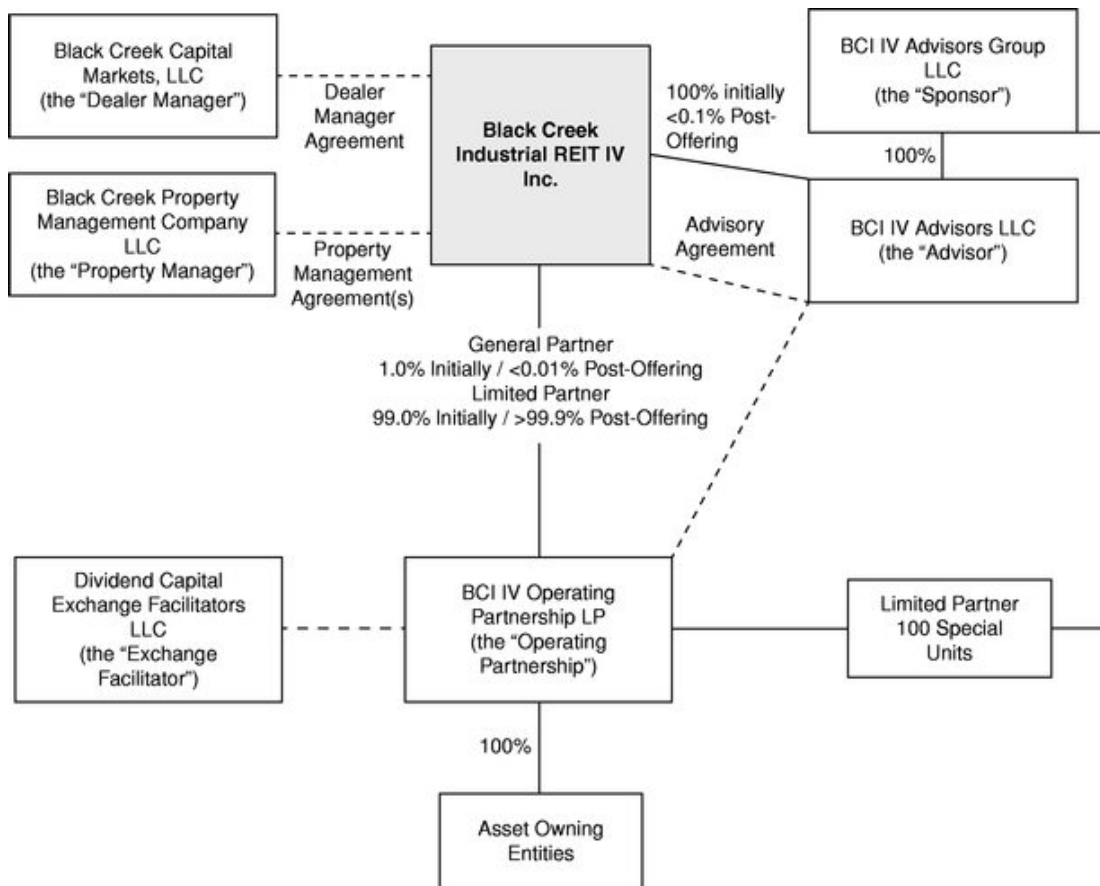 Black Creek Capital
Markets, LLC
(the “Dealer Manager”)
Dealer
Manager
Agreement
Black Creek
Industrial REIT IV
Inc.
100% initially
<0.1% Post-
Offering
BCI IV Advisors Group
LLC
(the “Sponsor”)
100%
Black Creek Property
Management Company
LLC
(the “Property Manager”)
Property
Management
Agreement(s)
Advisory
Agreement
BCI IV Advisors LLC
(the “Advisor”)
General Partner
1.0% Initially / <0.01% Post-Offering
Limited Partner
99.0% Initially / >99.9% Post-Offering
Dividend Capital
Exchange Facilitators
LLC
(the “Exchange
Facilitator”)
BCI IV Operating
Partnership LP
(the “Operating
Partnership”)
Limited Partner
100 Special
Units
100%
Asset Owning
Entities